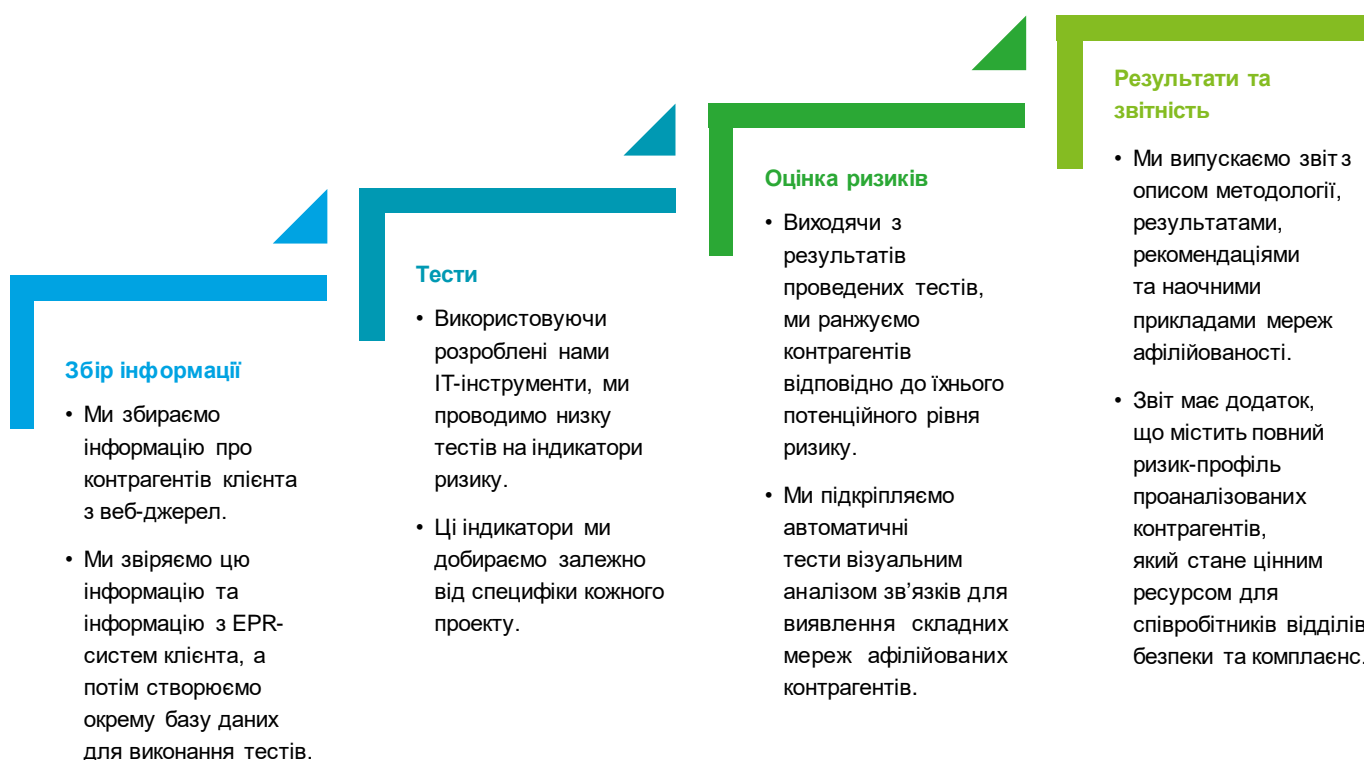 Збір інформації
• Ми збираємо
інформацію про
контрагентів клієнта
з веб-джерел.
• Ми звіряємо цю
інформацію та
інформацію з EPR-
систем клієнта, а
потім створюємо
окрему базу даних
для виконання тестів.
Тести
• Використовуючи
розроблені нами
ІТ-інструменти, ми
проводимо низку
тестів на індикатори
ризику.
• Ці індикатори ми
добираємо залежно
від специфіки кожного
проекту.
Оцінка ризиків
• Виходячи з
результатів
проведених тестів,
ми ранжуємо
контрагентів
відповідно до їхнього
потенційного рівня
ризику.
• Ми підкріпляємо
автоматичні
тести візуальним
аналізом зв’язків для
виявлення складних
мереж афілійованих
контрагентів.
Результати та
звітність
• Ми випускаємо звіт з
описом методології,
результатами,
рекомендаціями
та наочними
прикладами мереж
афілійованості.
• Звіт має додаток,
що містить повний
ризик-профіль
проаналізованих
контрагентів,
який стане цінним
ресурсом для
співробітників відділів
безпеки та комплаєнс.